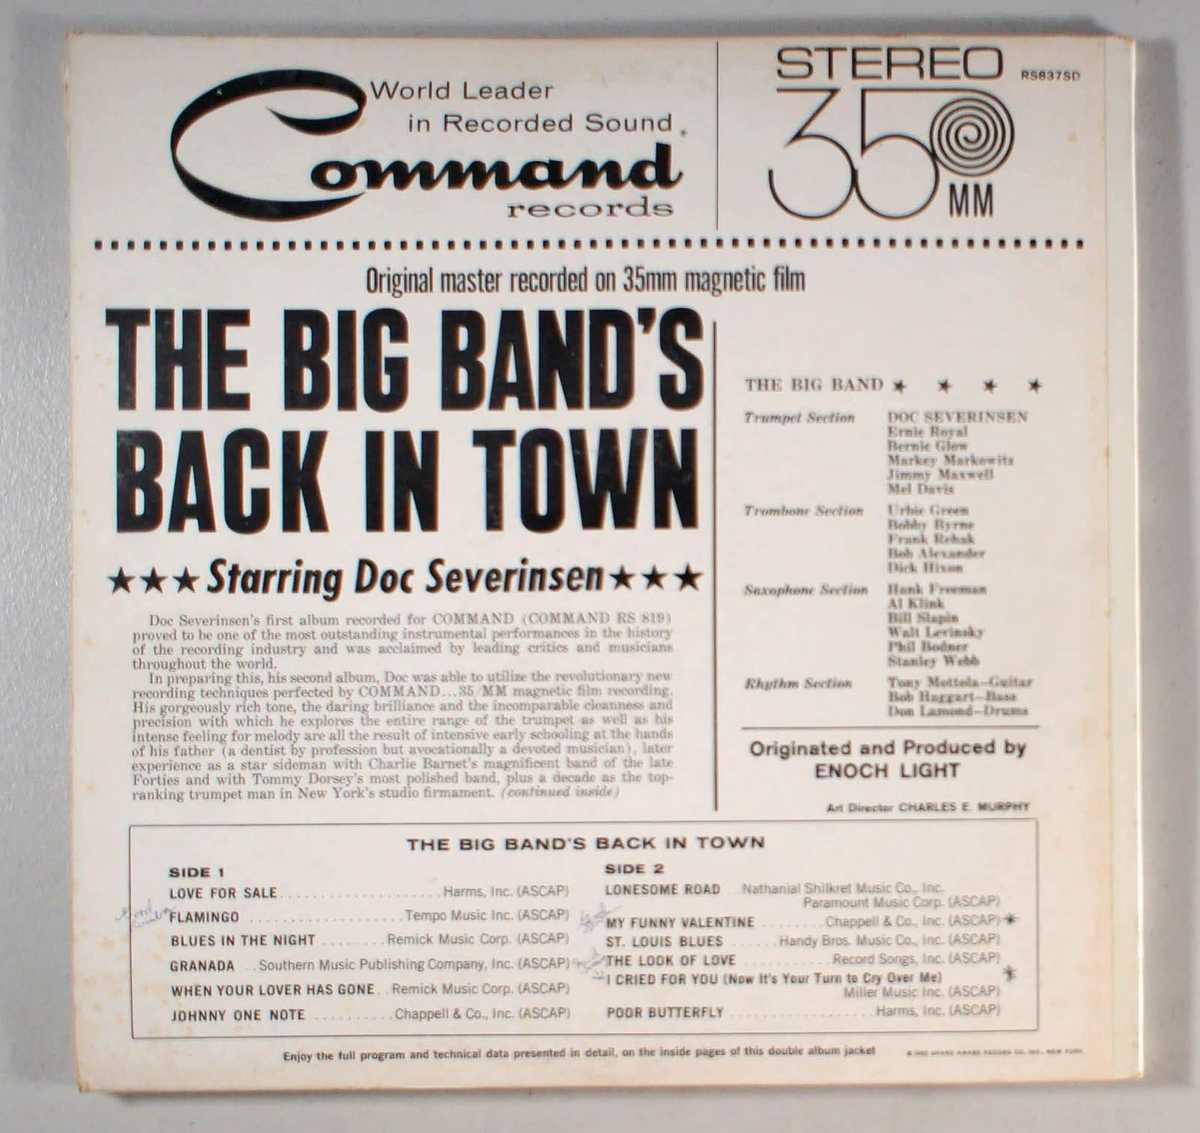 World Leader
in Recorded Sound
Command
records
STEREO
RS837SD
35
MM
Original master recorded on 35mm magnetic film
THE BIG BAND'S
BACK IN TOWN
★★★Starring Doc Severinsen★★★
Doc Severinsen's first album recorded for COMMAND (COMMAND RS 819)
proved to be one of the most outstanding instrumental performances in the history
of the recording industry and was acclaimed by leading critics and musicians
throughout the world.
In preparing this, his second album, Doc was able to utilize the revolutionary new
recording techniques perfected by COMMAND...35/MM magnetic film recording.
His gorgeously rich tone, the daring brilliance and the incomparable cleanness and
precision with which he explores the entire range of the trumpet as well as his
intense feeling for melody are all the result of intensive early schooling at the hands
of his father (a dentist by profession but avocationally a devoted musician), later
experience as a star sideman with Charlie Barnet's magnificent band of the late
Forties and with Tommy Dorsey's most polished band, plus a decade as the top-
ranking trumpet man in New York's studio firmament. (continued inside)
THE BIG BAND ★ ★ ★ ★
Trumpet Section DOC SEVERINSEN
Ernie Royal
Bernie Glow
Markey Markowitz
Jimmy Maxwell
Mel Davis
Trombone Section Urbie Green
Bobby Byrne
Frank Rehak
Bob Alexander
Dick Hixon
Saxophone Section Hank Freeman
Al Klink
Bill Slapin
Walt Levinsky
Phil Bodner
Stanley Webb
Rhythm Section Tony Mottola—Guitar
Bob Haggart—Bass
Don Lamond—Drums
Originated and Produced by
ENOCH LIGHT
Art Director CHARLES E. MURPHY
THE BIG BAND'S BACK IN TOWN
SIDE 1
LOVE FOR SALE....................Harms, Inc. (ASCAP)
FLAMINGO ..................Tempo Music Inc. (ASCAP)
BLUES IN THE NIGHT ........Remick Music Corp. (ASCAP)
GRANADA ..Southern Music Publishing Company, Inc. (ASCAP)
WHEN YOUR LOVER HAS GONE..Remick Music Corp. (ASCAP)
JOHNNY ONE NOTE ..........Chappell & Co., Inc. (ASCAP)
SIDE 2
LONESOME ROAD ..Nathanial Shilkret Music Co., Inc.
Paramount Music Corp. (ASCAP)
MY FUNNY VALENTINE ........Chappell & Co., Inc. (ASCAP)
ST. LOUIS BLUES ......Handy Bros. Music Co., Inc. (ASCAP)
THE LOOK OF LOVE ............Record Songs, Inc. (ASCAP)
I CRIED FOR YOU (Now It's Your Turn to Cry Over Me)
Miller Music Inc. (ASCAP)
POOR BUTTERFLY ..................Harms, Inc. (ASCAP)
Enjoy the full program and technical data presented in detail, on the inside pages of this double album jacket